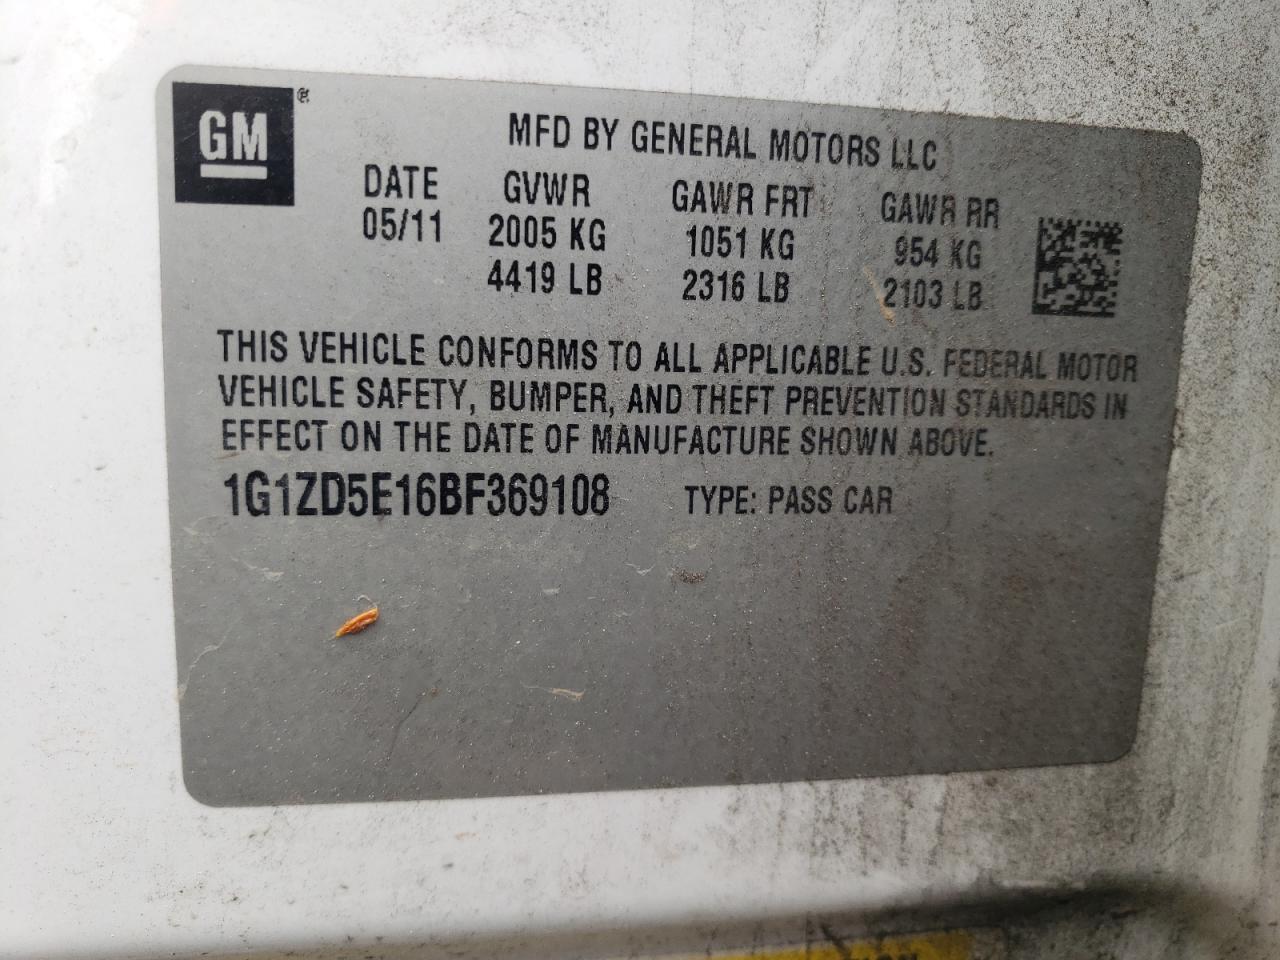 GM®
MFD BY GENERAL MOTORS LLC
DATE GVWR GAWR FRT GAWR RR
05/11 2005 KG 1051 KG 954 KG
4419 LB 2316 LB 2103 LB
THIS VEHICLE CONFORMS TO ALL APPLICABLE U.S. FEDERAL MOTOR
VEHICLE SAFETY, BUMPER, AND THEFT PREVENTION STANDARDS IN
EFFECT ON THE DATE OF MANUFACTURE SHOWN ABOVE.
1G1ZD5E16BF369108 TYPE: PASS CAR